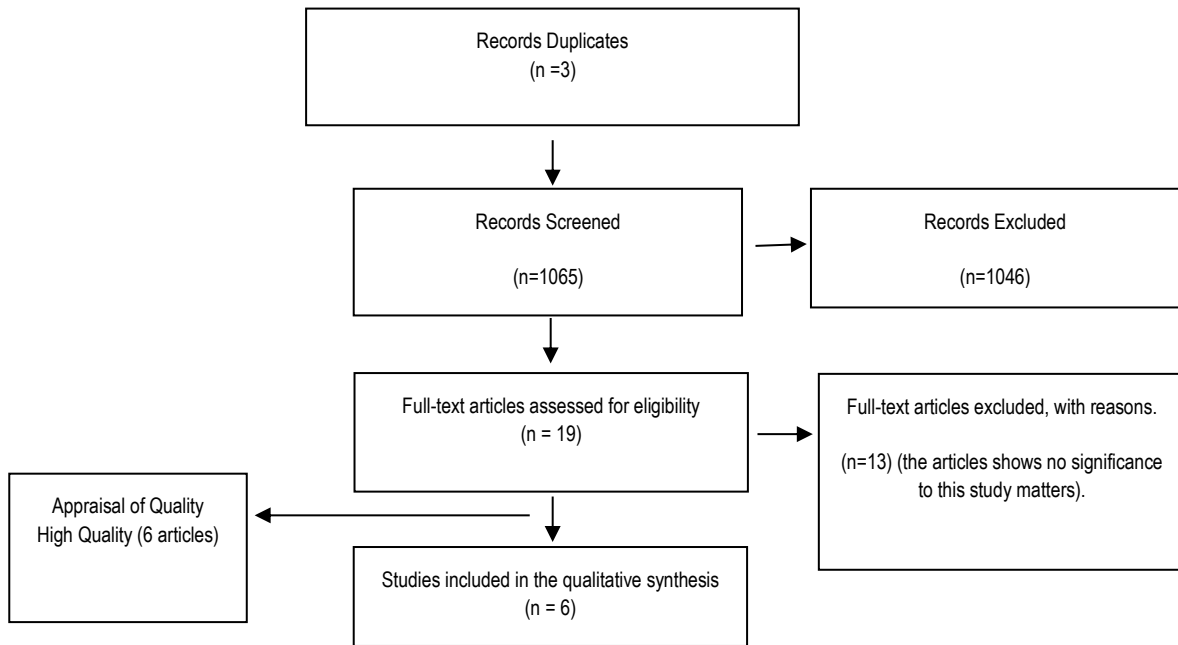 Records Duplicates
(n =3)
Records Screened
(n=1065)
Records Excluded
(n=1046)
Full-text articles assessed for eligibility
(n = 19)
Full-text articles excluded, with reasons.
(n=13) (the articles shows no significance
to this study matters).
Appraisal of Quality
High Quality (6 articles)
Studies included in the qualitative synthesis
(n = 6)